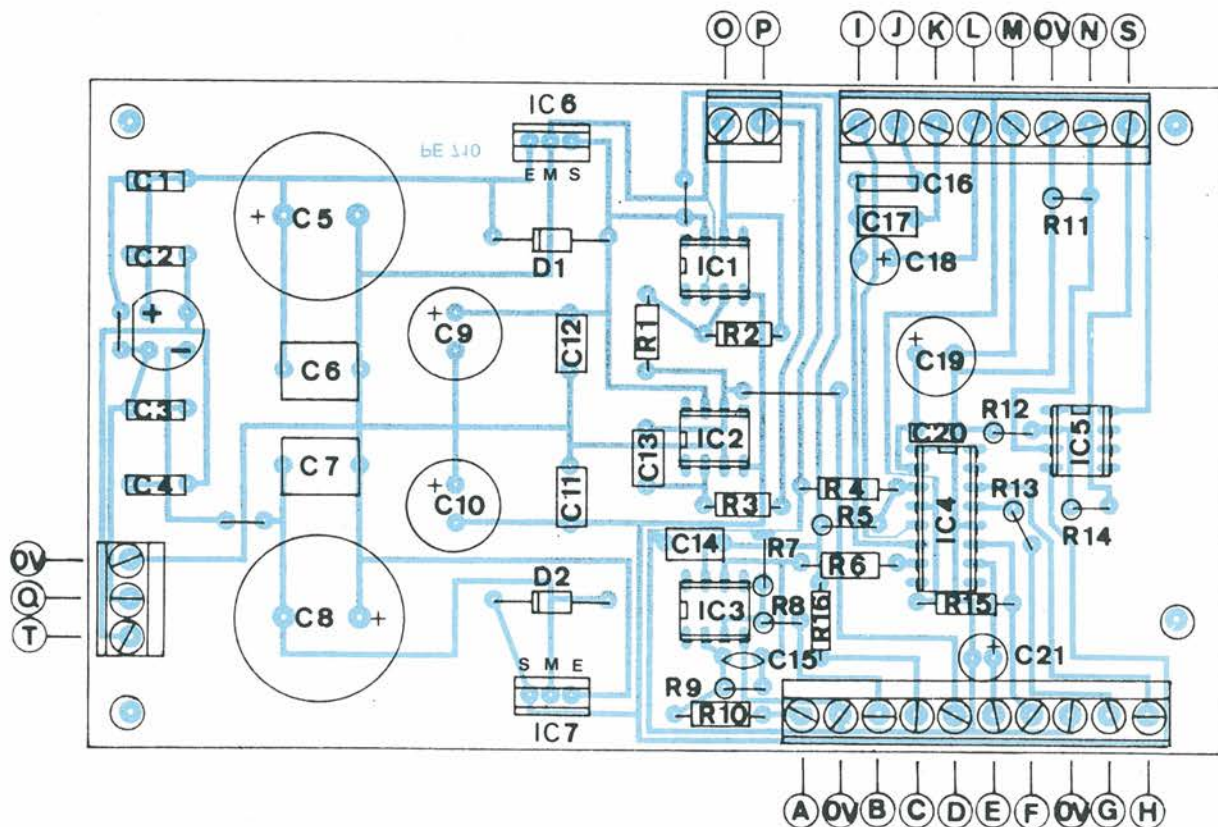 O P I J K L M 0V N S
IC6
PE 710
E M S
C1
C16
C5
C17
R11
C2
D1
IC1
C18
C9
C12
R1
R2
C19
C6
C3
R12
C20
IC5
IC2
C13
C7
C4
C10
C11
R3
R4
R13
R5
IC4
R14
C14
R7
R6
0V
Q
T
D2
IC3
R8
R16
R15
C8
S M E
C15
C21
R9
R10
IC7
A 0V B C D E F 0V G H